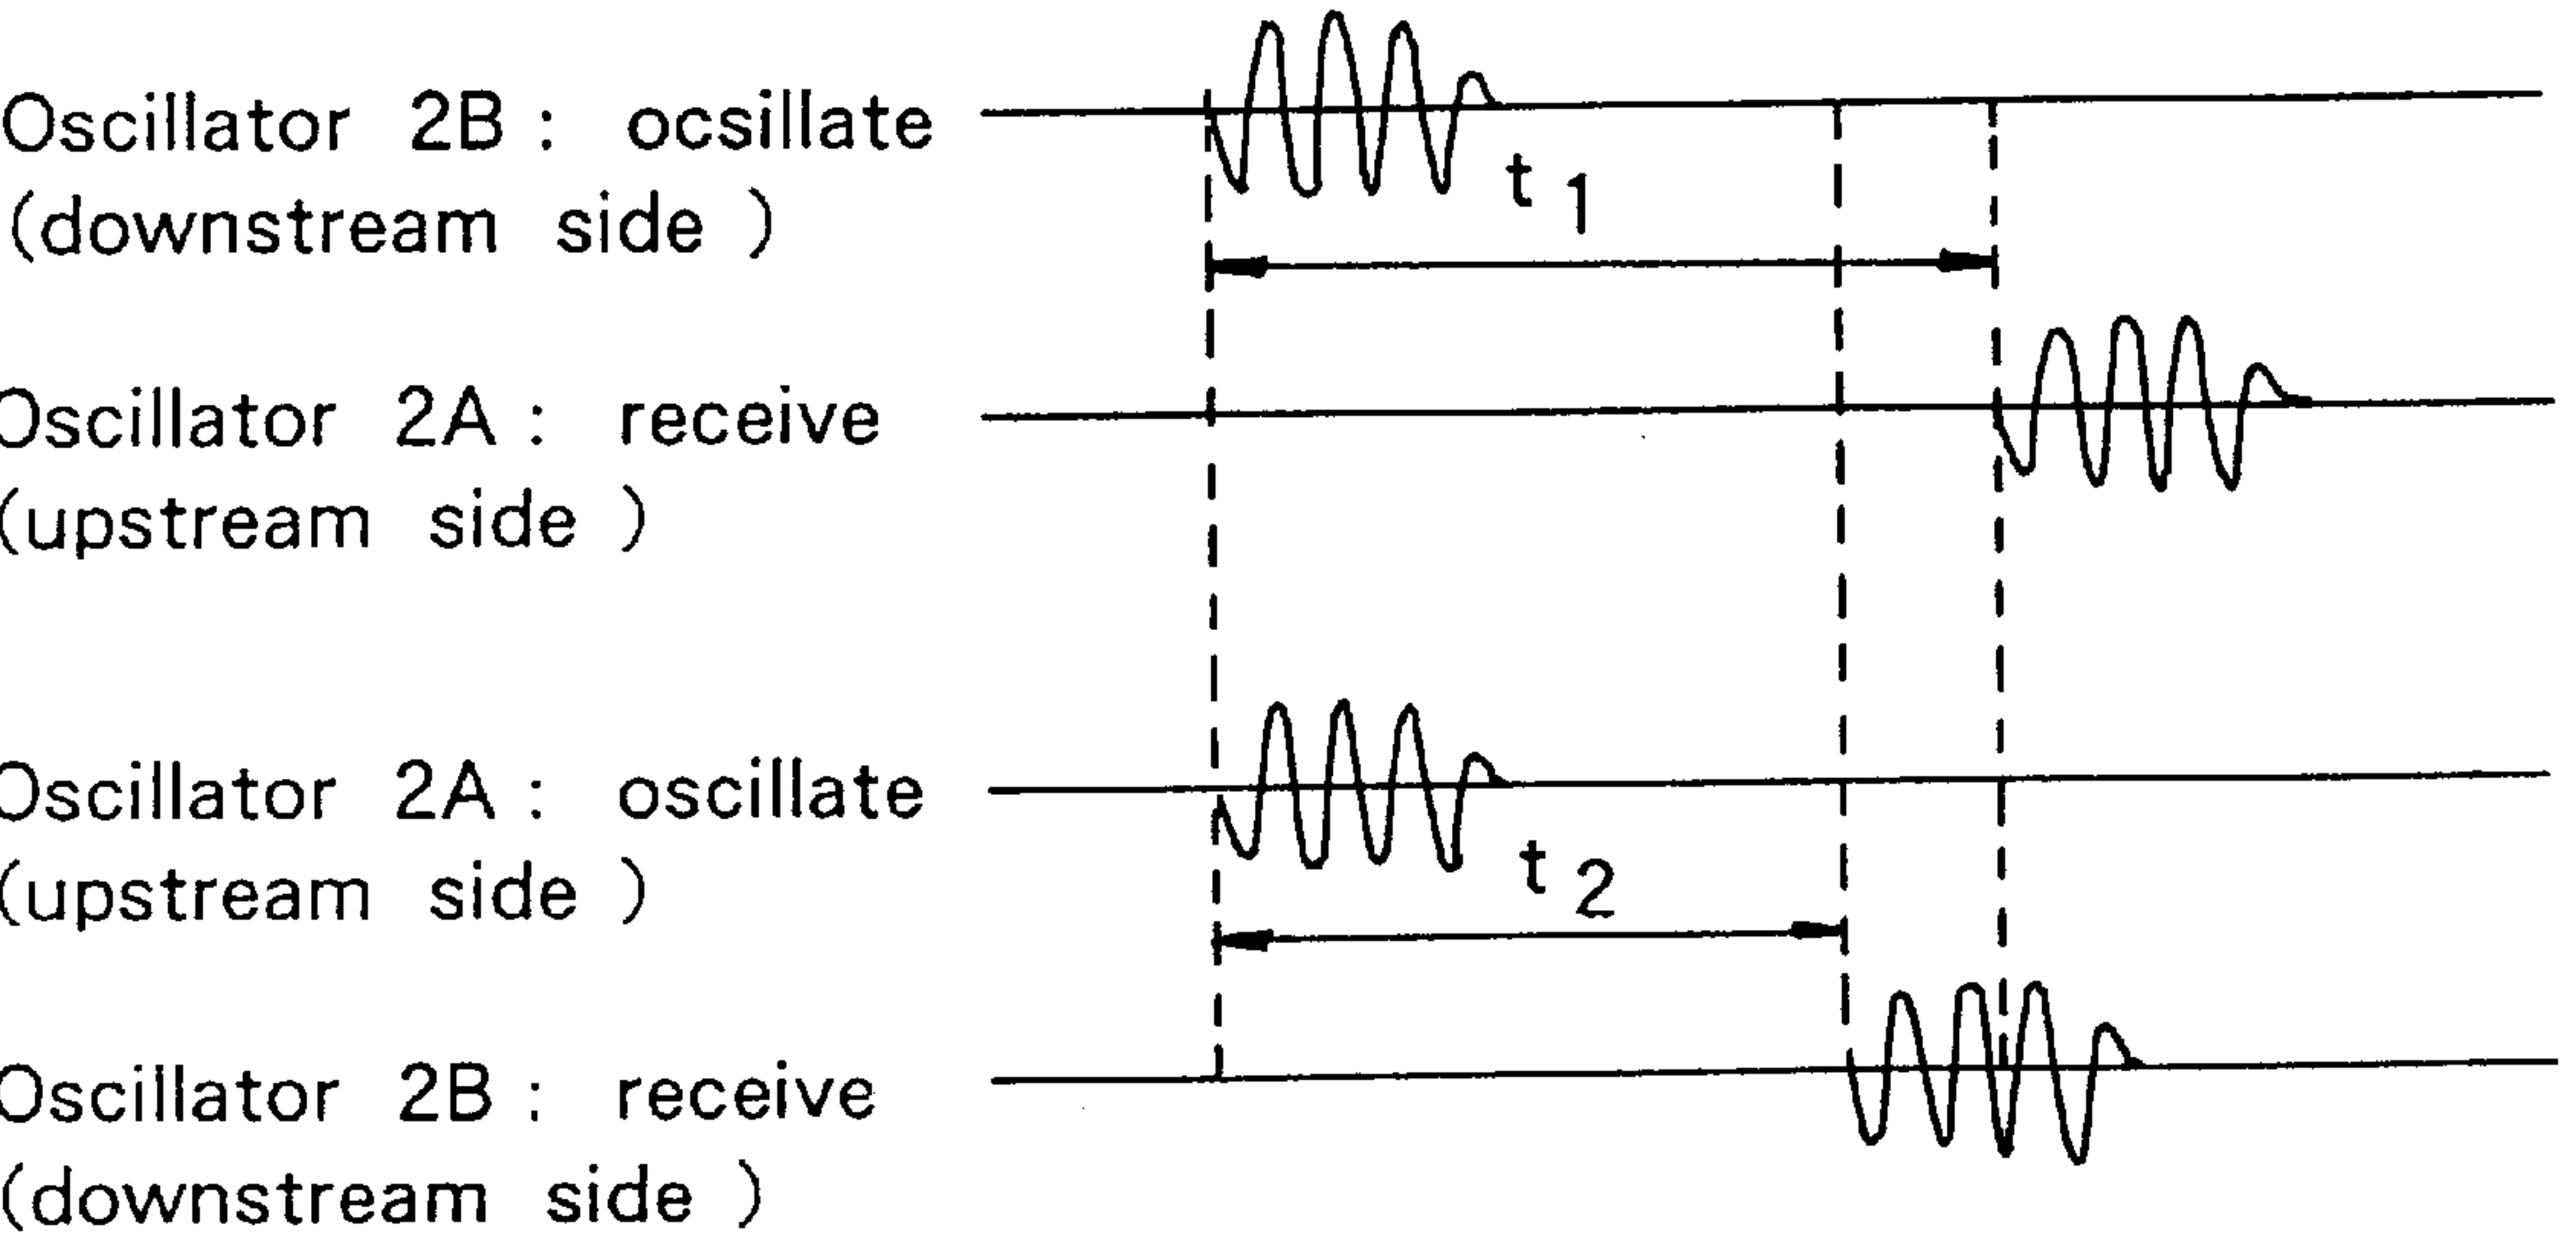 Oscillator 2B : ocsillate
(downstream side )
t 1
Oscillator 2A : receive
(upstream side )
Oscillator 2A : oscillate
(upstream side )
t 2
Oscillator 2B : receive
(downstream side )